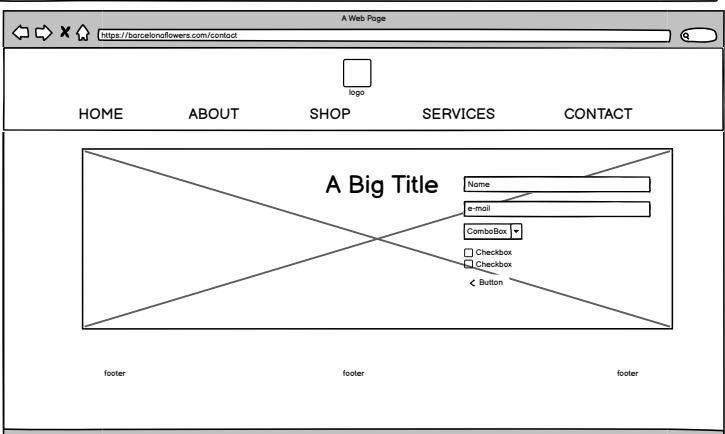 A Web Page
https://barcelonaflowers.com/contact
logo
HOME ABOUT SHOP SERVICES CONTACT
A Big Title
Name
e-mail
ComboBox
Checkbox
Checkbox
Button
footer footer footer